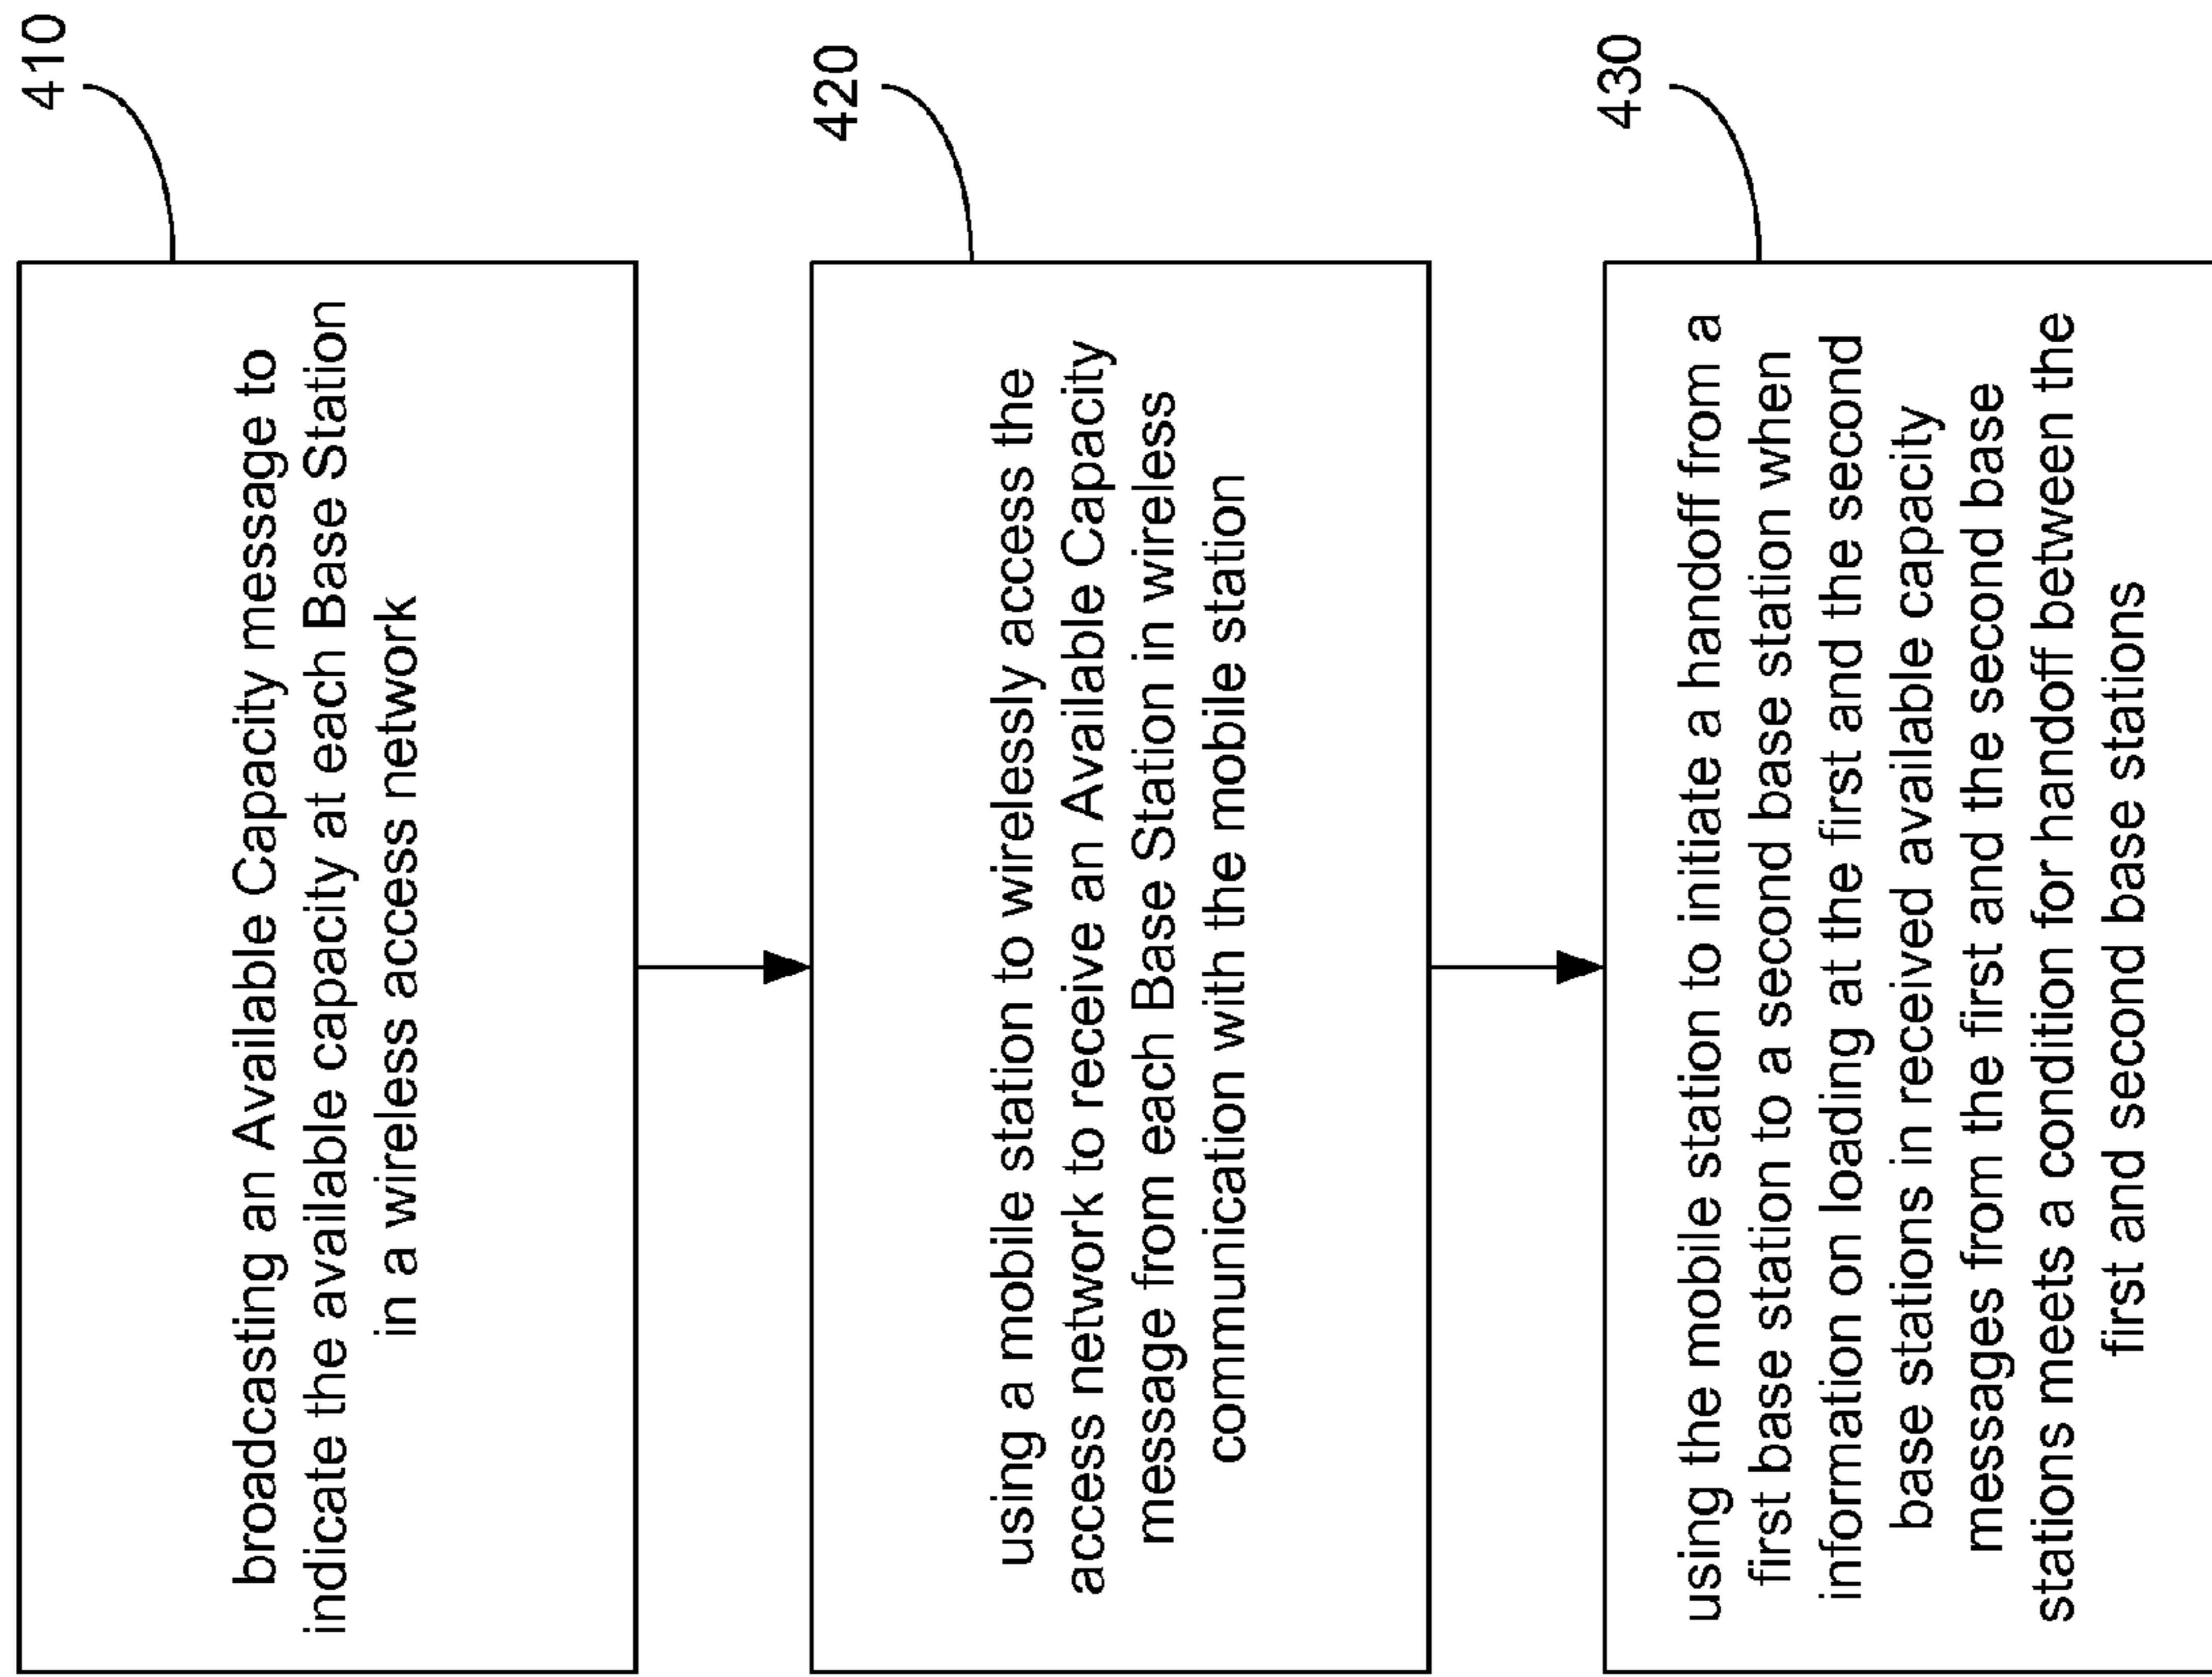 410
broadcasting an Available Capacity message to
indicate the available capacity at each Base Station
in a wireless access network
420
using a mobile station to wirelessly access the
access network to receive an Available Capacity
message from each Base Station in wireless
communication with the mobile station
430
using the mobile station to initiate a handoff from a
first base station to a second base station when
information on loading at the first and the second
base stations in received available capacity
messages from the first and the second base
stations meets a condition for handoff between the
first and second base stations